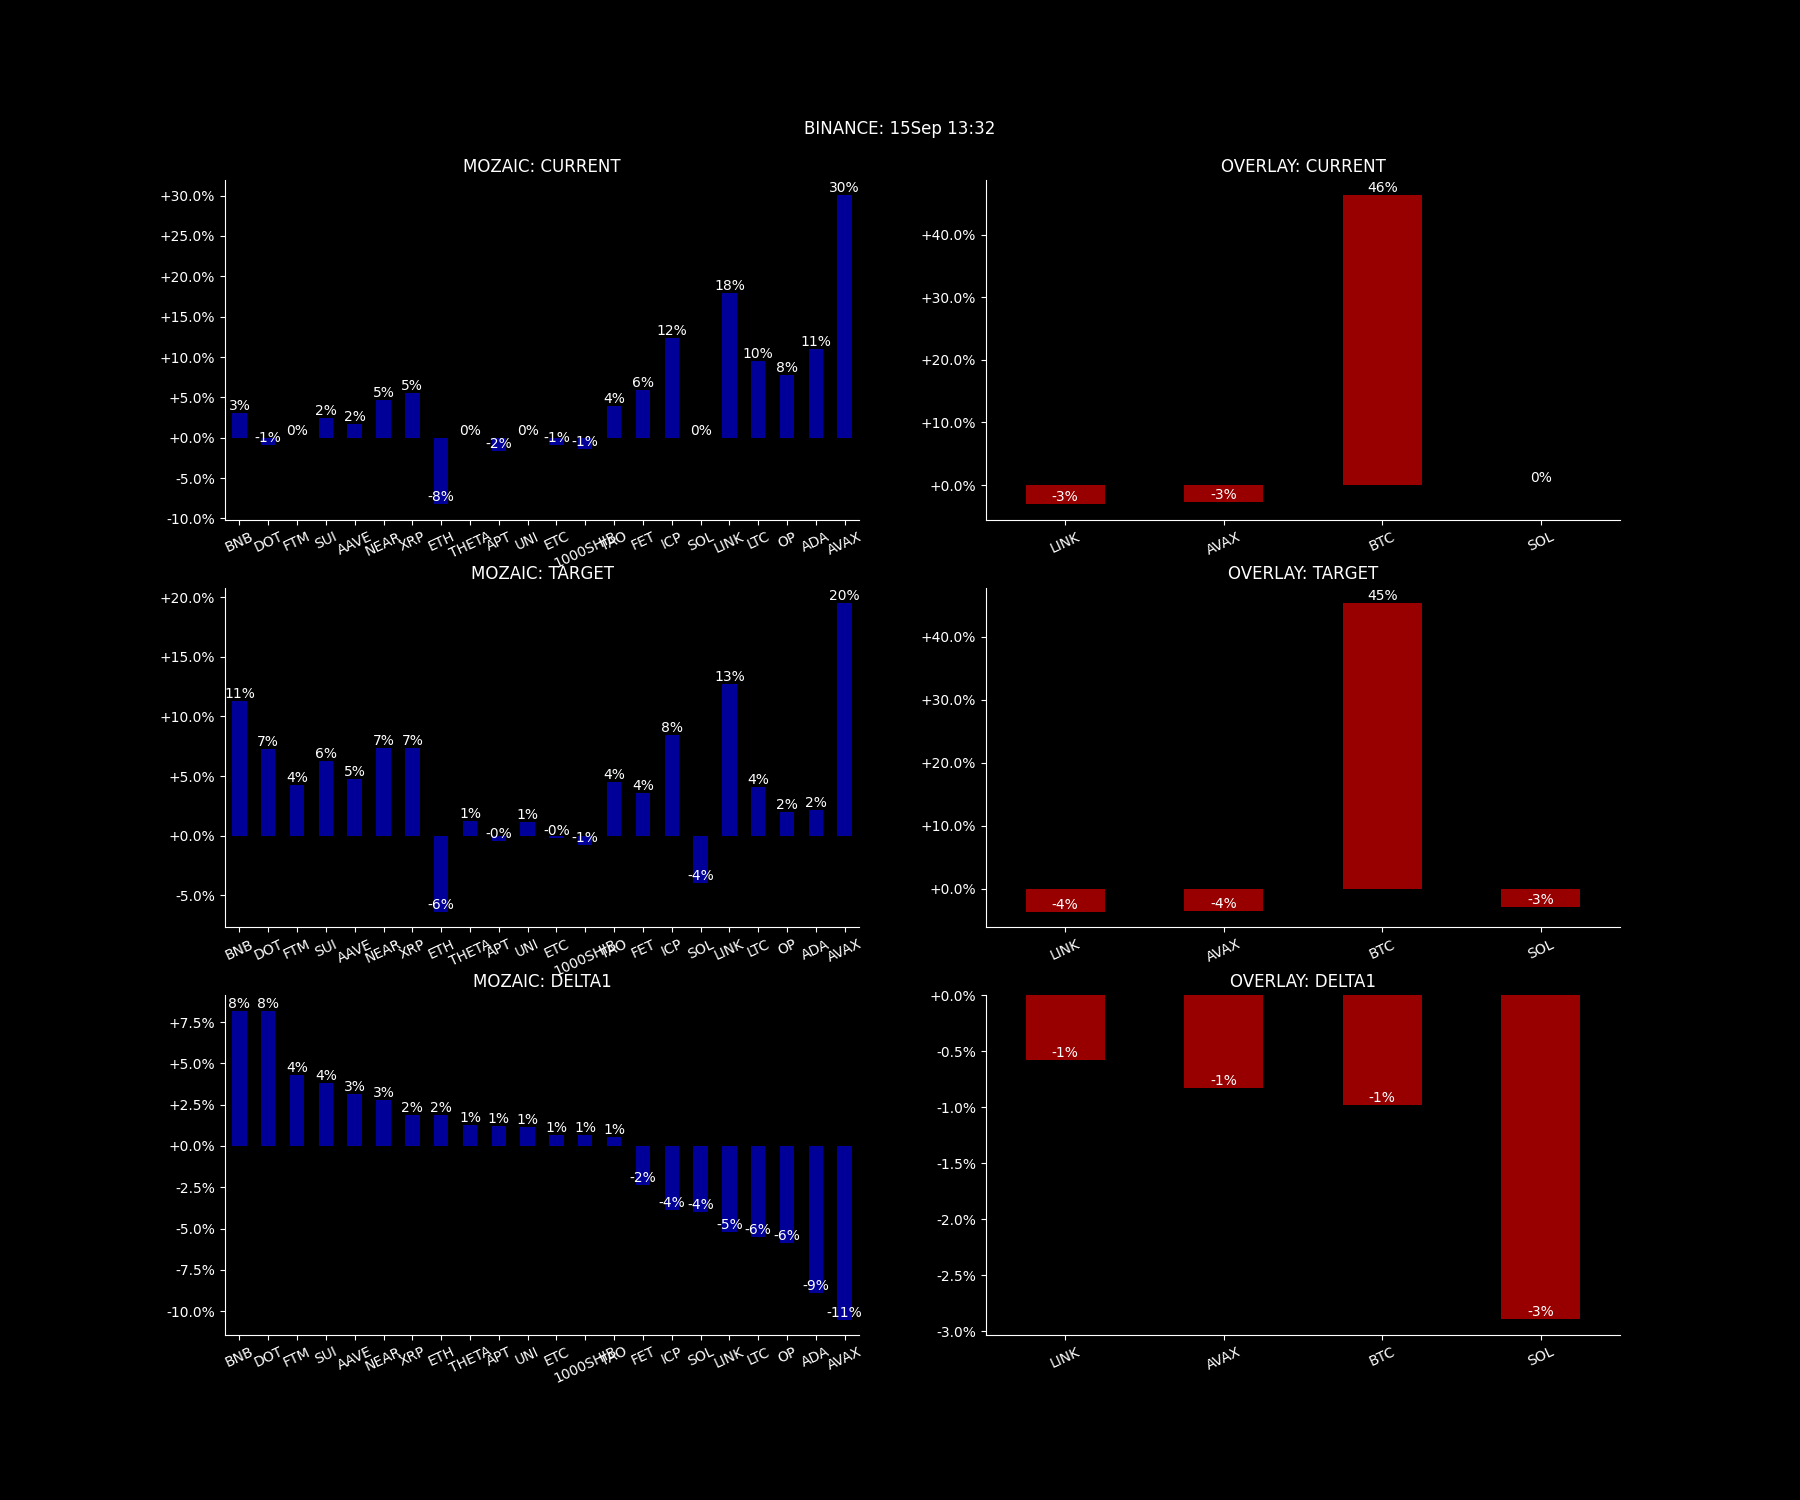 BINANCE: 15Sep 13:32
MOZAIC: CURRENT
+30.0%
+25.0%
+20.0%
+15.0%
+10.0%
+5.0%
+0.0%
-5.0%
-10.0%
3% -1% 0% 2% 2% 5% 5% -8% 0% -2% 0% -1% -1% 4% 6% 12% 0% 18% 10% 8% 11% 30%
BNB DOT FTM SUI AAVE NEAR XRP ETH THETA APT UNI ETC 1000SHIB TAO FET ICP SOL LINK LTC OP ADA AVAX
OVERLAY: CURRENT
+40.0%
+30.0%
+20.0%
+10.0%
+0.0%
-3% -3% 46% 0%
LINK AVAX BTC SOL
MOZAIC: TARGET
+20.0%
+15.0%
+10.0%
+5.0%
+0.0%
-5.0%
11% 7% 4% 6% 5% 7% 7% -6% 1% -0% 1% -0% -1% 4% 4% 8% -4% 13% 4% 2% 2% 20%
BNB DOT FTM SUI AAVE NEAR XRP ETH THETA APT UNI ETC 1000SHIB TAO FET ICP SOL LINK LTC OP ADA AVAX
OVERLAY: TARGET
+40.0%
+30.0%
+20.0%
+10.0%
+0.0%
-4% -4% 45% -3%
LINK AVAX BTC SOL
MOZAIC: DELTA1
+7.5%
+5.0%
+2.5%
+0.0%
-2.5%
-5.0%
-7.5%
-10.0%
8% 8% 4% 4% 3% 3% 2% 2% 1% 1% 1% 1% 1% 1% -2% -4% -4% -5% -6% -6% -9% -11%
BNB DOT FTM SUI AAVE NEAR XRP ETH THETA APT UNI ETC 1000SHIB TAO FET ICP SOL LINK LTC OP ADA AVAX
OVERLAY: DELTA1
+0.0%
-0.5%
-1.0%
-1.5%
-2.0%
-2.5%
-3.0%
-1% -1% -1% -3%
LINK AVAX BTC SOL